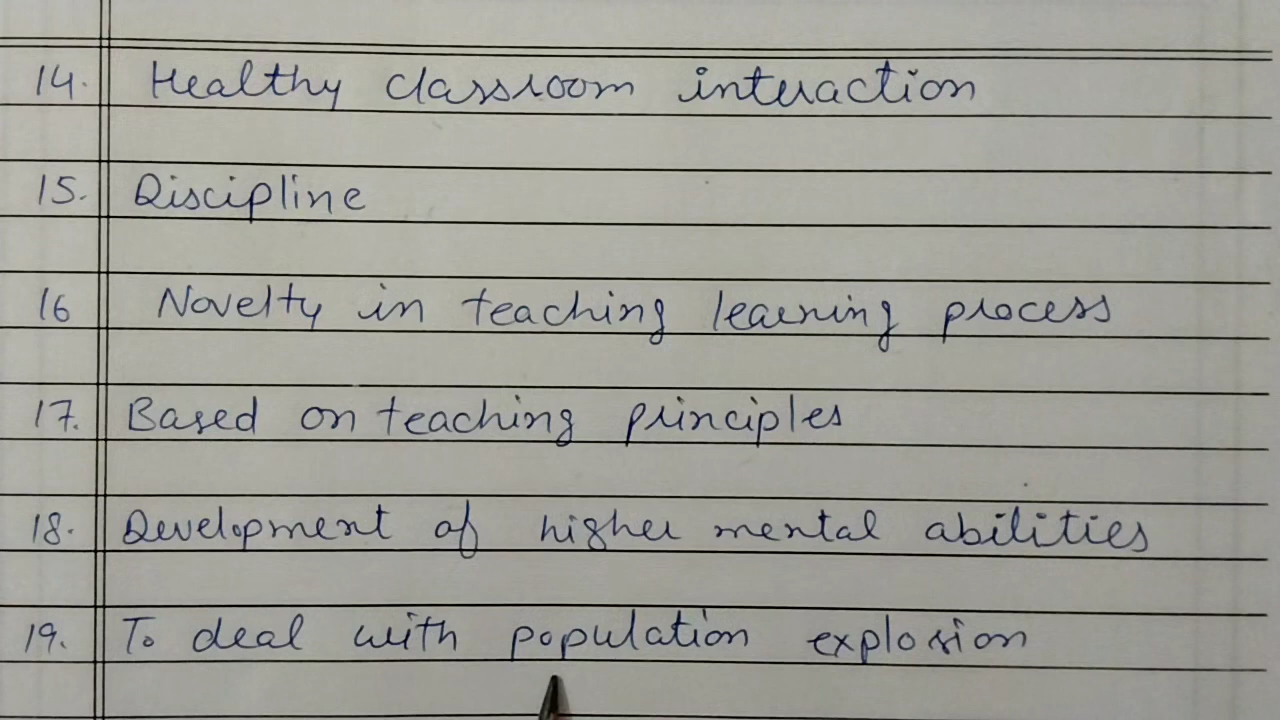 14. Healthy classroom interaction
15. Discipline
16 Novelty in teaching learning process
17. Based on teaching principles
18. Development of higher mental abilities
19. To deal with population explosion